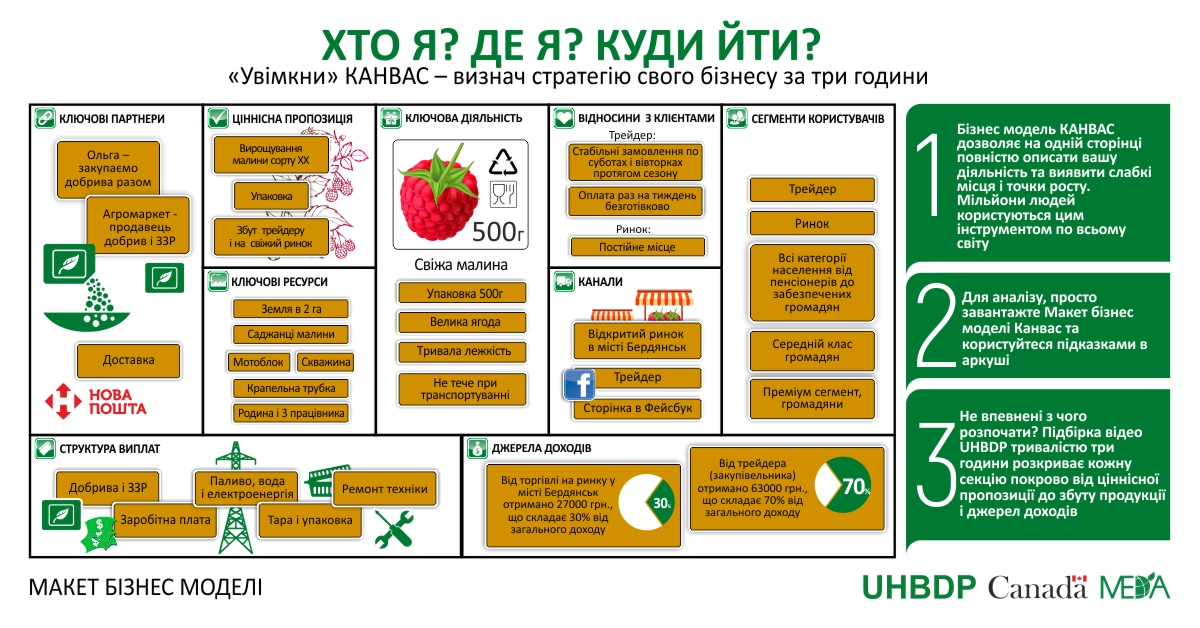 ХТО Я? ДЕ Я? КУДИ ЙТИ?
«Увімкни» КАНВАС – визнач стратегію свого бізнесу за три години
КЛЮЧОВІ ПАРТНЕРИ
Ольга –
закупаємо
добрива разом
Агромаркет -
продавець
добрив і ЗЗР
Доставка
НОВА
ПОШТА
ЦІННІСНА ПРОПОЗИЦІЯ
Вирощування
малини сорту ХХ
Упаковка
Збут трейдеру
і на свіжий ринок
КЛЮЧОВІ РЕСУРСИ
Земля в 2 га
Саджанці малини
Мотоблок
Скважина
Крапельна трубка
Родина і 3 працівника
КЛЮЧОВА ДІЯЛЬНІСТЬ
500г
Свіжа малина
Упаковка 500г
Велика ягода
Тривала лежкість
Не тече при
транспортуванні
ВІДНОСИНИ З КЛІЄНТАМИ
Трейдер:
Стабільні замовлення по
суботах і вівторках
протягом сезону
Оплата раз на тиждень
безготівково
Ринок:
Постійне місце
КАНАЛИ
Відкритий ринок
в місті Бердянськ
f
Трейдер
Сторінка в Фейсбук
СЕГМЕНТИ КОРИСТУВАЧІВ
Трейдер
Ринок
Всі категорії
населення від
пенсіонерів до
забезпечених
громадян
Середній клас
громадян
Преміум сегмент,
громадяни
СТРУКТУРА ВИПЛАТ
Добрива і ЗЗР
Паливо, вода
і електроенергія
Ремонт техніки
Заробітна плата
Тара і упаковка
ДЖЕРЕЛА ДОХОДІВ
Від торгівлі на ринку у
місті Бердянськ
отримано 27000 грн.,
що складає 30% від
загального доходу
30%
Від трейдера
(закупівельника)
отримано 63000 грн.,
що складає 70% від
загального доходу
70%
1
Бізнес модель КАНВАС
дозволяє на одній сторінці
повністю описати вашу
діяльність та виявити слабкі
місця і точки росту.
Мільйони людей
користуються цим
інструментом по всьому
світу
2
Для аналізу, просто
завантажте Макет бізнес
моделі Канвас та
користуйтеся підказками в
аркуші
3
Не впевнені з чого
розпочати? Підбірка відео
UHBDP тривалістю три
години розкриває кожну
секцію покрово від ціннісної
пропозиції до збуту продукції
і джерел доходів
МАКЕТ БІЗНЕС МОДЕЛІ
UHBDP Canada MEDA